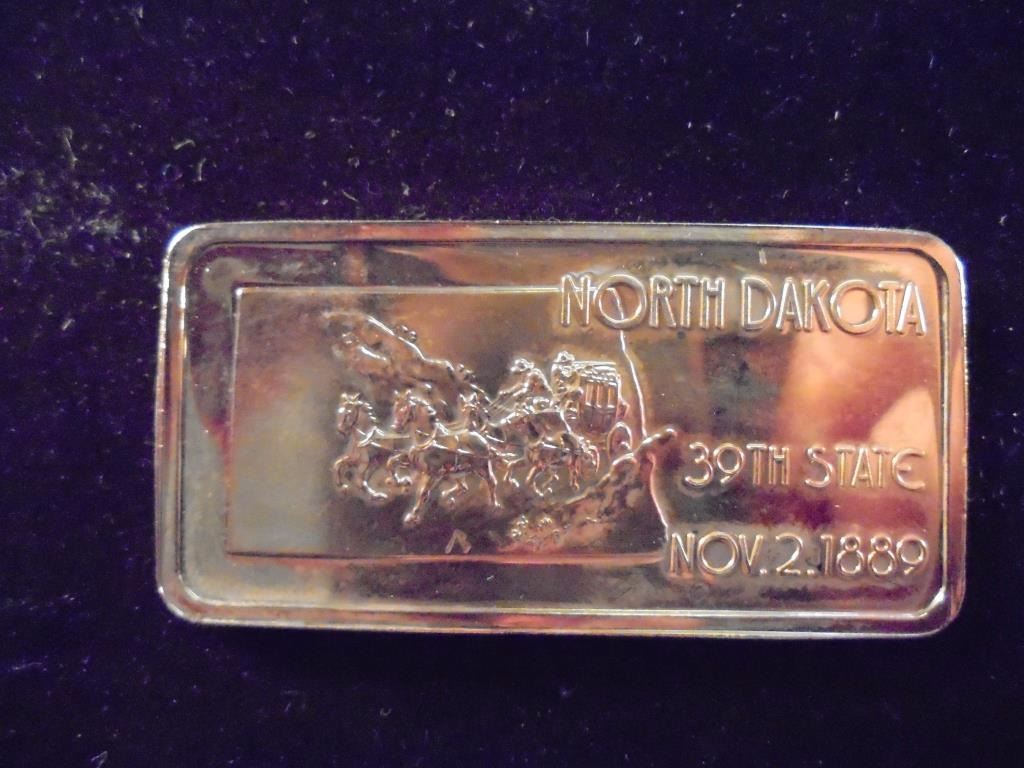 NORTH DAKOTA
39TH STATE
NOV.2.1889